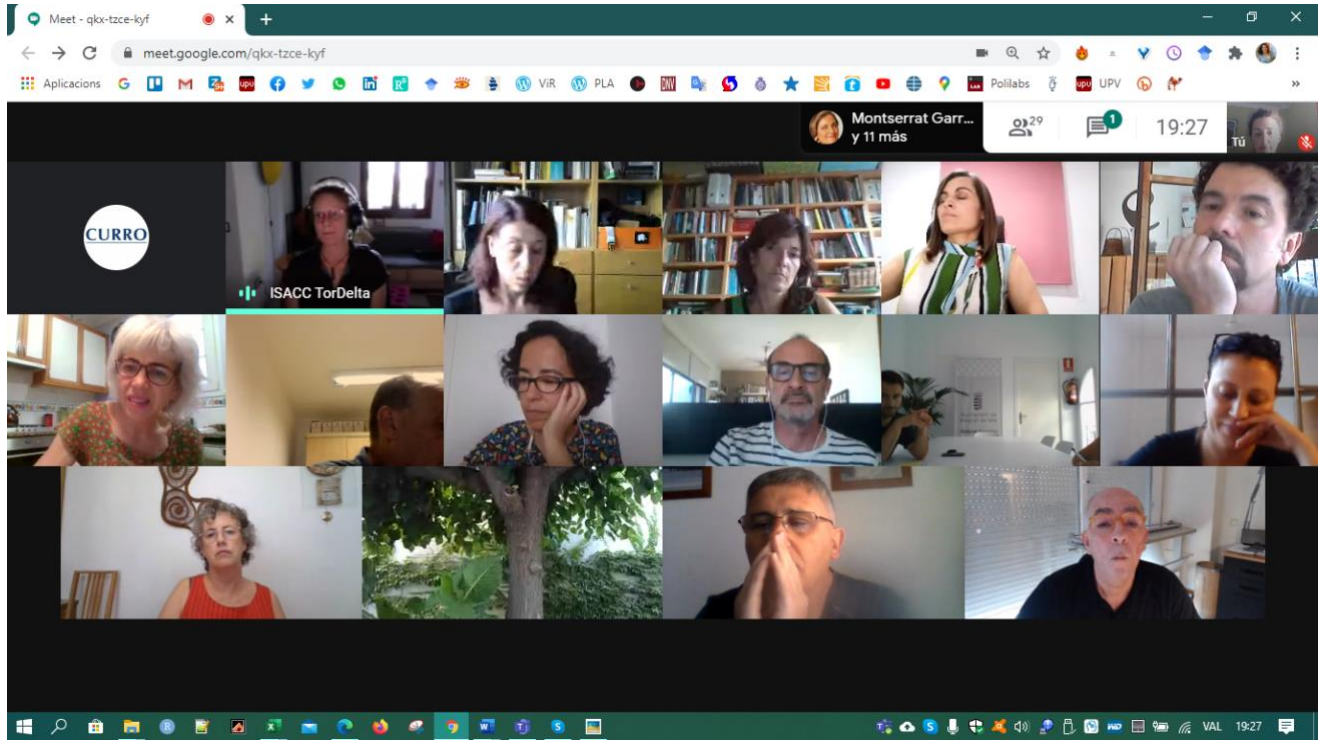 Meet - qkx-tzce-kyf
meet.google.com/qkx-tzce-kyf
Aplicacions
ViR
PLA
Polilabs
UPV
»
Montserrat Garr...
y 11 más
29
1
19:27
Tú
CURRO
ISACC TorDelta
VAL
19:27